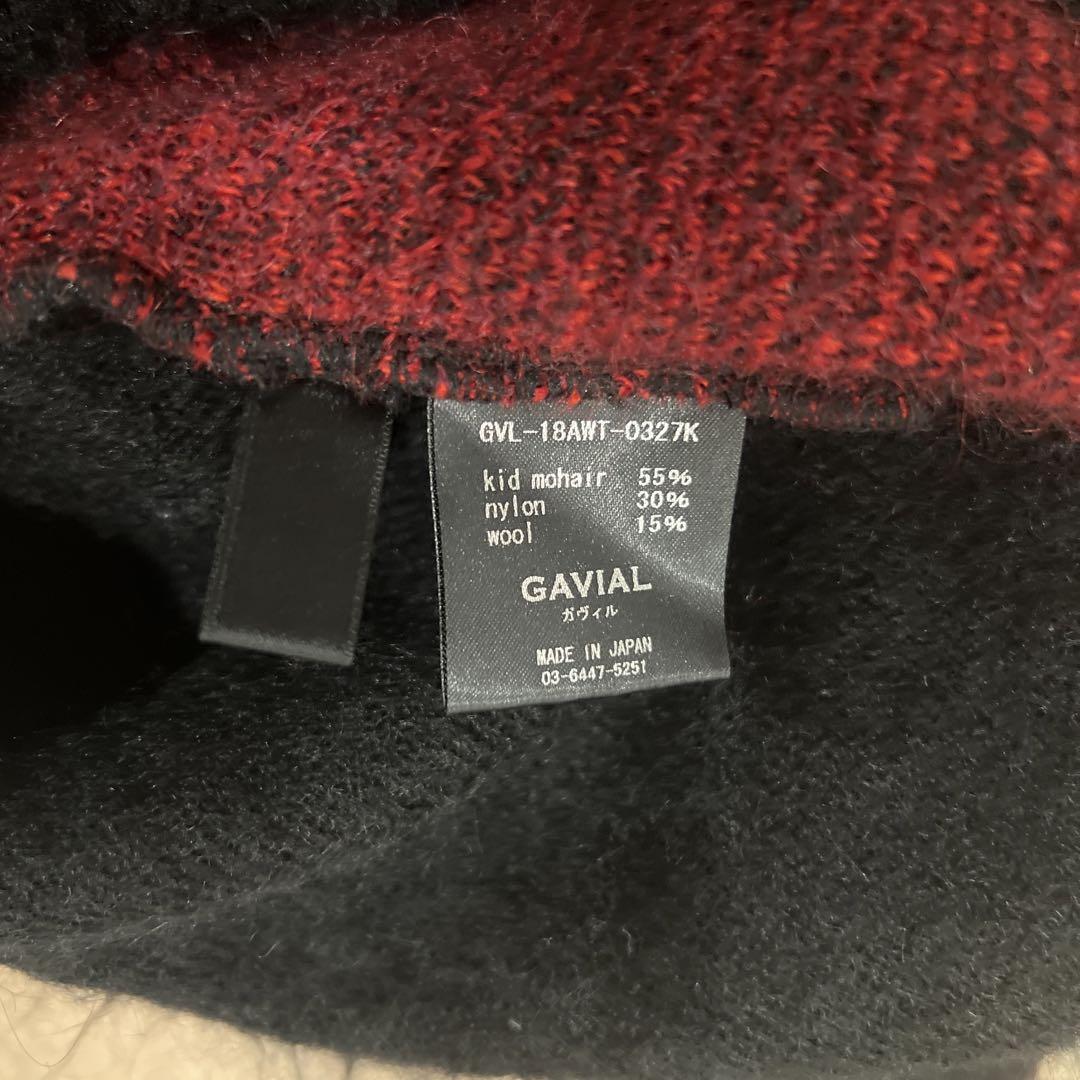 GVL-18AWT-0327K
kid mohair 55%
nylon 30%
wool 15%
GAVIAL
ガヴィル
MADE IN JAPAN
03-6447-5251